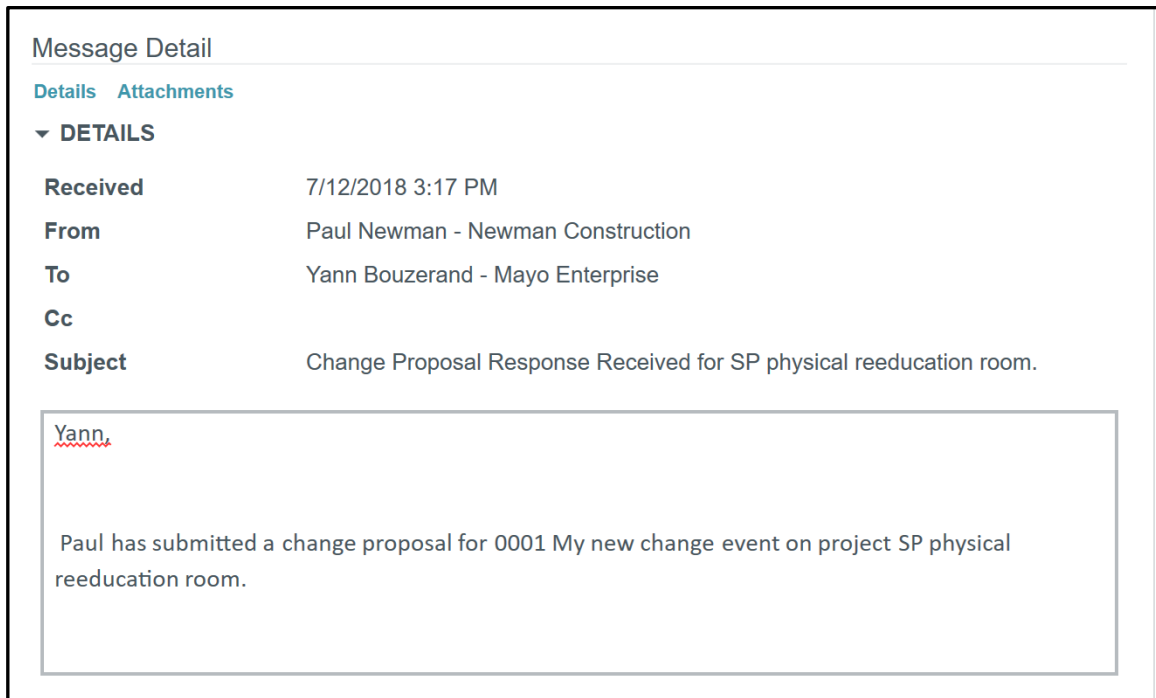 Message Detail
Details Attachments
DETAILS
Received 7/12/2018 3:17 PM
From Paul Newman - Newman Construction
To Yann Bouzerand - Mayo Enterprise
Cc
Subject Change Proposal Response Received for SP physical reeducation room.
Yann,
Paul has submitted a change proposal for 0001 My new change event on project SP physical
reeducation room.